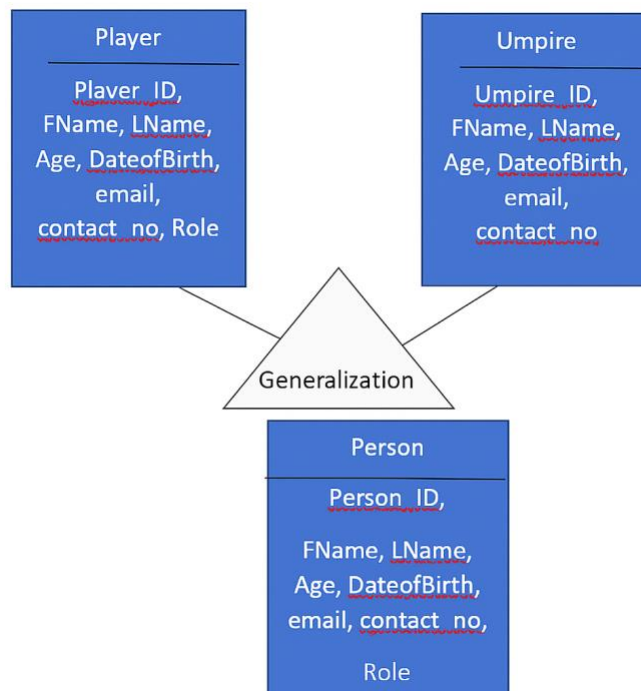 Player
Player_ID,
FName, LName,
Age, DateofBirth,
email,
contact_no, Role
Umpire
Umpire_ID,
FName, LName,
Age, DateofBirth,
email,
contact_no
Generalization
Person
Person_ID,
FName, LName,
Age, DateofBirth,
email, contact_no,
Role